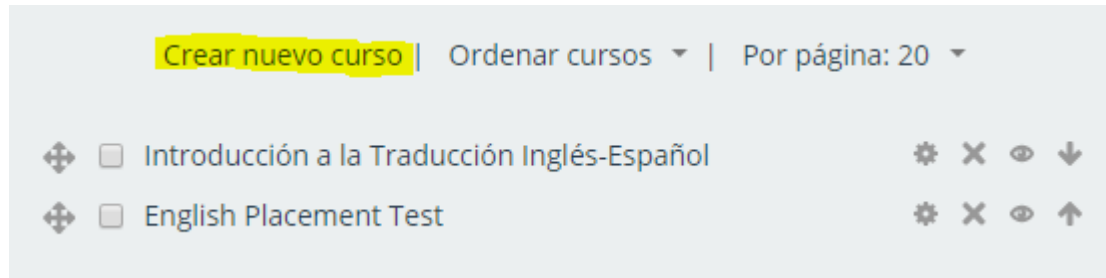 Crear nuevo curso | Ordenar cursos | Por página: 20
Introducción a la Traducción Inglés-Español
English Placement Test